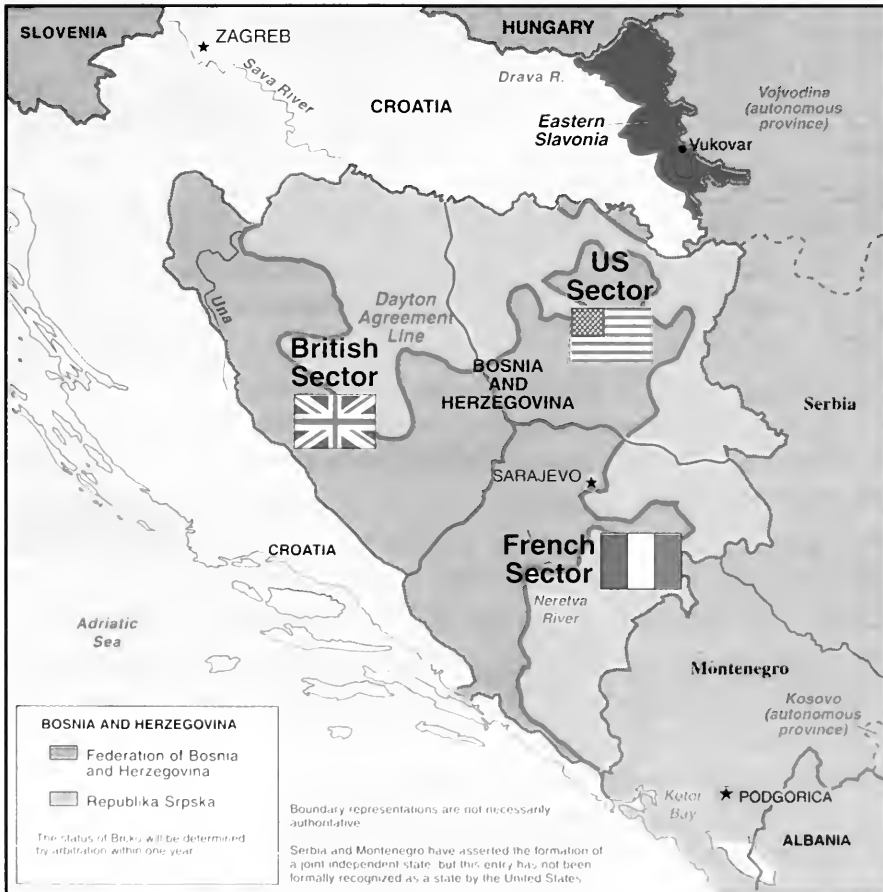 SLOVENIA
ZAGREB
HUNGARY
Sava River
CROATIA
Drava R.
Vojvodina
(autonomous
province)
Eastern
Slavonia
Vukovar
Una
Dayton
Agreement
Line
US
Sector
British
Sector
BOSNIA
AND
HERZEGOVINA
Serbia
SARAJEVO
CROATIA
French
Sector
Neretva
River
Adriatic
Sea
Montenegro
Kosovo
(autonomous
province)
Kotor
Bay
PODGORICA
ALBANIA
BOSNIA AND HERZEGOVINA
Federation of Bosnia
and Herzegovina
Republika Srpska
The status of Brcko will be determined
by arbitration within one year
Boundary representations are not necessarily
authoritative
Serbia and Montenegro have asserted the formation of
a joint independent state, but this entry has not been
formally recognized as a state by the United States